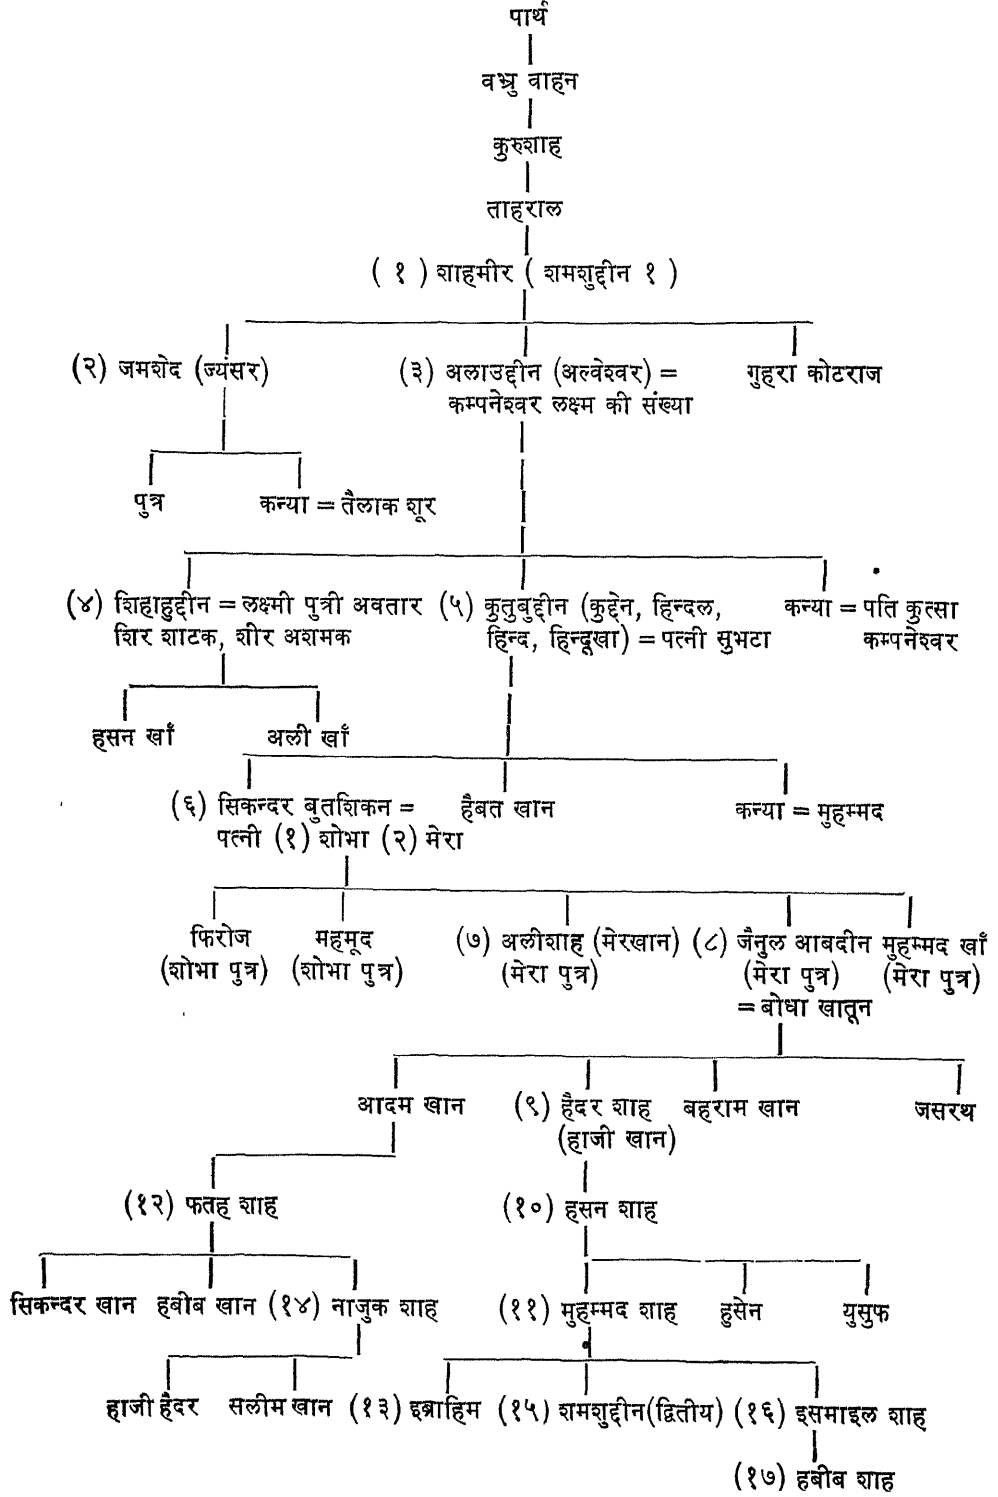 पार्थ
वभ्रु वाहन
कुरुशाह
ताहराल
( १ ) शाहमीर ( शमशुद्दीन १ )
(२) जमशेद (ज्यंसर) (३) अलाउद्दीन (अल्वेश्वर) = गुहरा कोटराज
कम्पनेश्वर लक्ष्म की संख्या
पुत्र कन्या = तैलाक शूर
(४) शिहाहुद्दीन = लक्ष्मी पुत्री अवतार (५) कुतुबुद्दीन (कुद्देन, हिन्दल, कन्या = पति कुत्सा
शिर शाटक, शीर अशमक हिन्द, हिन्दूखा) = पत्नी सुभटा कम्पनेश्वर
हसन खाँ अली खाँ
(६) सिकन्दर बुतशिकन = हैबत खान कन्या = मुहम्मद
पत्नी (१) शोभा (२) मेरा
फिरोज महमूद (७) अलीशाह (मेरखान) (८) जैनुल आबदीन मुहम्मद खाँ
(शोभा पुत्र) (शोभा पुत्र) (मेरा पुत्र) (मेरा पुत्र) (मेरा पुत्र)
= बोधा खातून
आदम खान (९) हैदर शाह बहराम खान जसरथ
(हाजी खान)
(१२) फतह शाह (१०) हसन शाह
सिकन्दर खान हबीब खान (१४) नाजुक शाह (११) मुहम्मद शाह हुसेन युसुफ
हाजी हैदर सलीम खान (१३) इब्राहिम (१५) शमशुद्दीन(द्वितीय) (१६) इसमाइल शाह
(१७) हबीब शाह